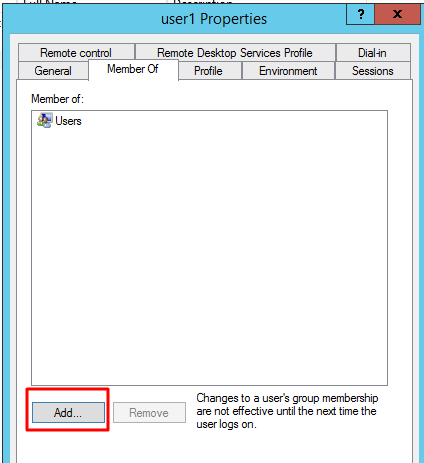 user1 Properties
?
x
Remote control
Remote Desktop Services Profile
Dial-in
General
Member Of
Profile
Environment
Sessions
Member of:
Users
Add...
Remove
Changes to a user's group membership
are not effective until the next time the
user logs on.